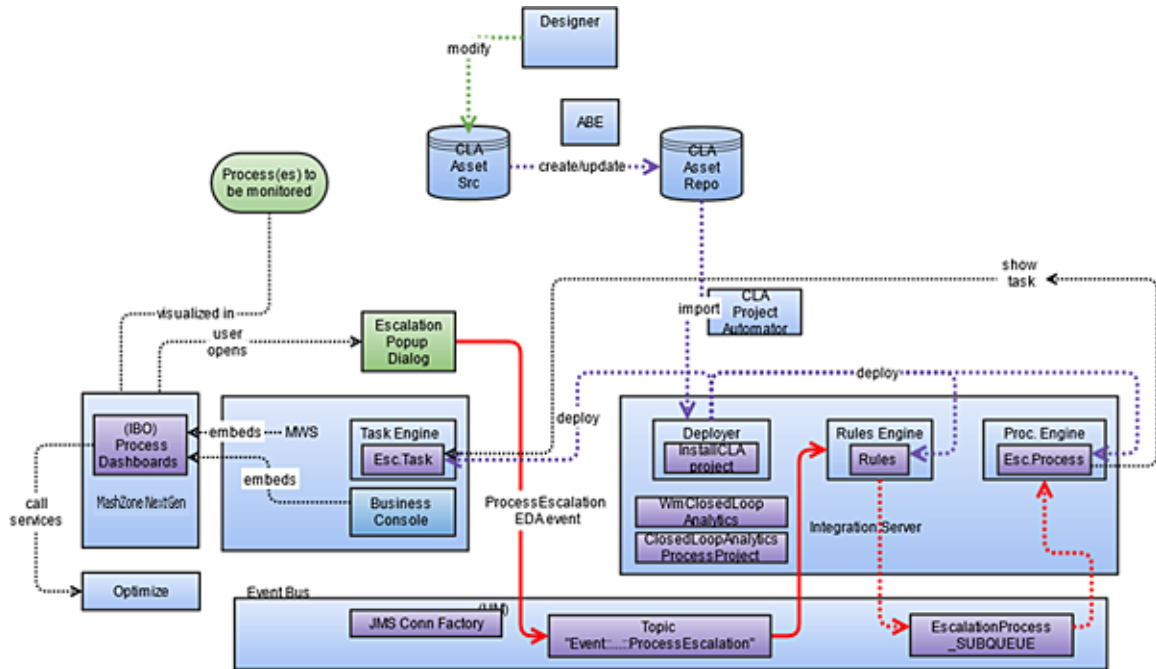 Designer
modify
ABE
CLA
Asset
Src
create/update
CLA
Asset
Repo
Process(es) to
be monitored
show
task
visualized in
import
CLA
Project
Automator
user
opens
Escalation
Popup
Dialog
deploy
deploy
(IBO)
Process
Dashboards
MashZone NextGen
embeds
MWS
embeds
Task Engine
Esc.Task
Business
Console
Deployer
InstallCLA
project
Rules Engine
Rules
Proc. Engine
Esc.Process
call
services
ProcessEscalation
EDA event
WmClosedLoop
Analytics
ClosedLoopAnalytics
ProcessProject
Integration Server
Optimize
Event Bus
(UM)
JMS Conn Factory
Topic
"Event::...::ProcessEscalation"
EscalationProcess
_SUBQUEUE